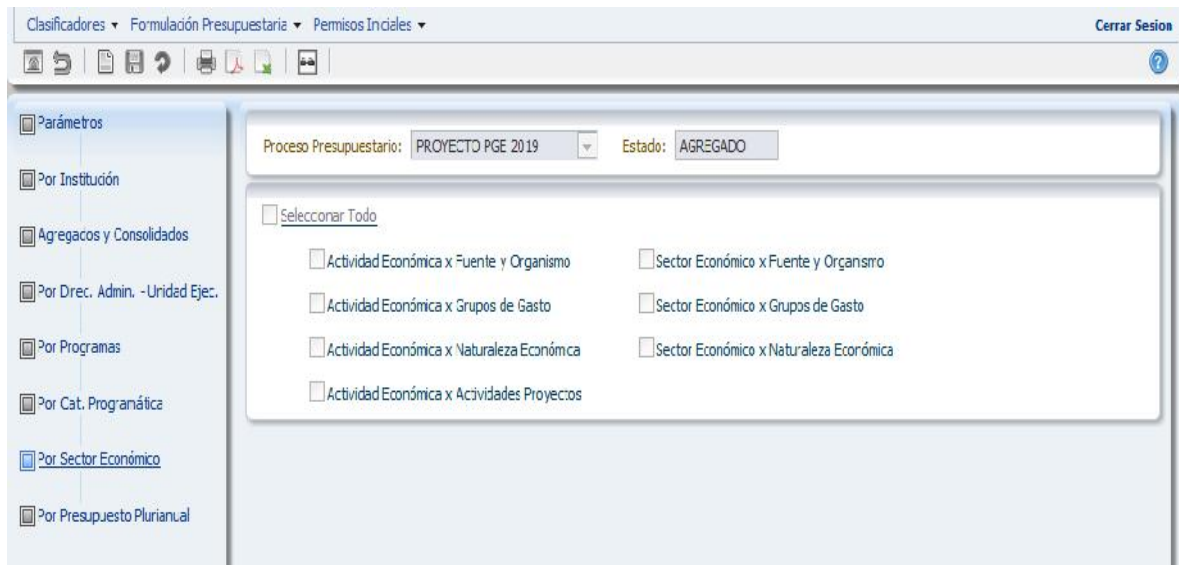 Clasificadores Formulación Presupuestaria Permisos Iniciales Cerrar Sesion
Parámetros
Por Institución
Agregados y Consolidados
Por Direc. Admin. -Unidad Ejec.
Por Programas
Por Cat. Programática
Por Sector Económico
Por Presupuesto Plurianual
Proceso Presupuestario: PROYECTO PGE 2019 Estado: AGREGADO
Seleccionar Todo
Actividad Económica x Fuente y Organismo Sector Económico x Fuente y Organismo
Actividad Económica x Grupos de Gasto Sector Económico x Grupos de Gasto
Actividad Económica x Naturaleza Económica Sector Económico x Naturaleza Económica
Actividad Económica x Actividades Proyectos